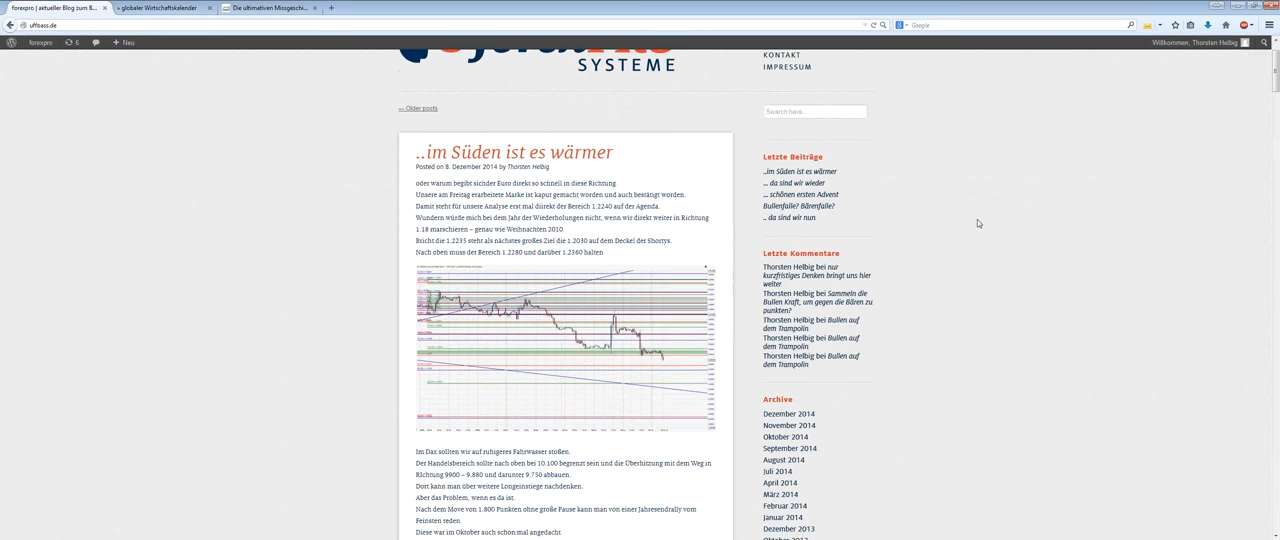 forexpro | aktueller Blog zum B...
» globaler Wirtschaftskalender
Die ultimativen Missgeschi...
uffbass.de
Google
forexpro
6
Neu
Willkommen, Thorsten Helbig
SYSTEME
KONTAKT
IMPRESSUM
← Older posts
Search here..
..im Süden ist es wärmer
Posted on 8. Dezember 2014 by Thorsten Helbig
oder warum begibt sichder Euro direkt so schnell in diese Richtung.
Unsere am Freitag erarbeitete Marke ist kaput gemacht worden und auch bestätigt worden.
Damit steht für unsere Analyse erst mal diirekt der Bereich 1.2240 auf der Agenda.
Wundern würde mich bei dem Jahr der Wiederholungen nicht, wenn wir direkt weiter in Richtung
1.18 marschieren – genau wie Weihnachten 2010.
Bricht die 1.2235 steht als nächstes großes Ziel die 1.2030 auf dem Deckel der Shortys.
Nach oben muss der Bereich 1.2280 und darüber 1.2360 halten
Im Dax sollten wir auf ruhigeres Fahrwasser stoßen.
Der Handelsbereich sollte nach oben bei 10.100 begrenzt sein und die Überhitzung mit dem Weg in
RIchtung 9900 – 9.880 und darunter 9.750 abbauen.
Dort kann man über weitere Longeinstiege nachdenken.
Aber das Problem, wenn es da ist.
Nach dem Move von 1.800 Punkten ohne große Pause kann man von einer Jahresendrally vom
Feinsten reden.
Diese war im Oktober auch schon mal angedacht.
Letzte Beiträge
..im Süden ist es wärmer
... da sind wir wieder
... schönen ersten Advent
Bullenfalle? Bärenfalle?
.. da sind wir nun
Letzte Kommentare
Thorsten Helbig bei nur
kurzfristiges Denken bringt uns hier
weiter
Thorsten Helbig bei Sammeln die
Bullen Kraft, um gegen die Bären zu
punkten?
Thorsten Helbig bei Bullen auf
dem Trampolin
Thorsten Helbig bei Bullen auf
dem Trampolin
Thorsten Helbig bei Bullen auf
dem Trampolin
Archive
Dezember 2014
November 2014
Oktober 2014
September 2014
August 2014
Juli 2014
April 2014
März 2014
Februar 2014
Januar 2014
Dezember 2013